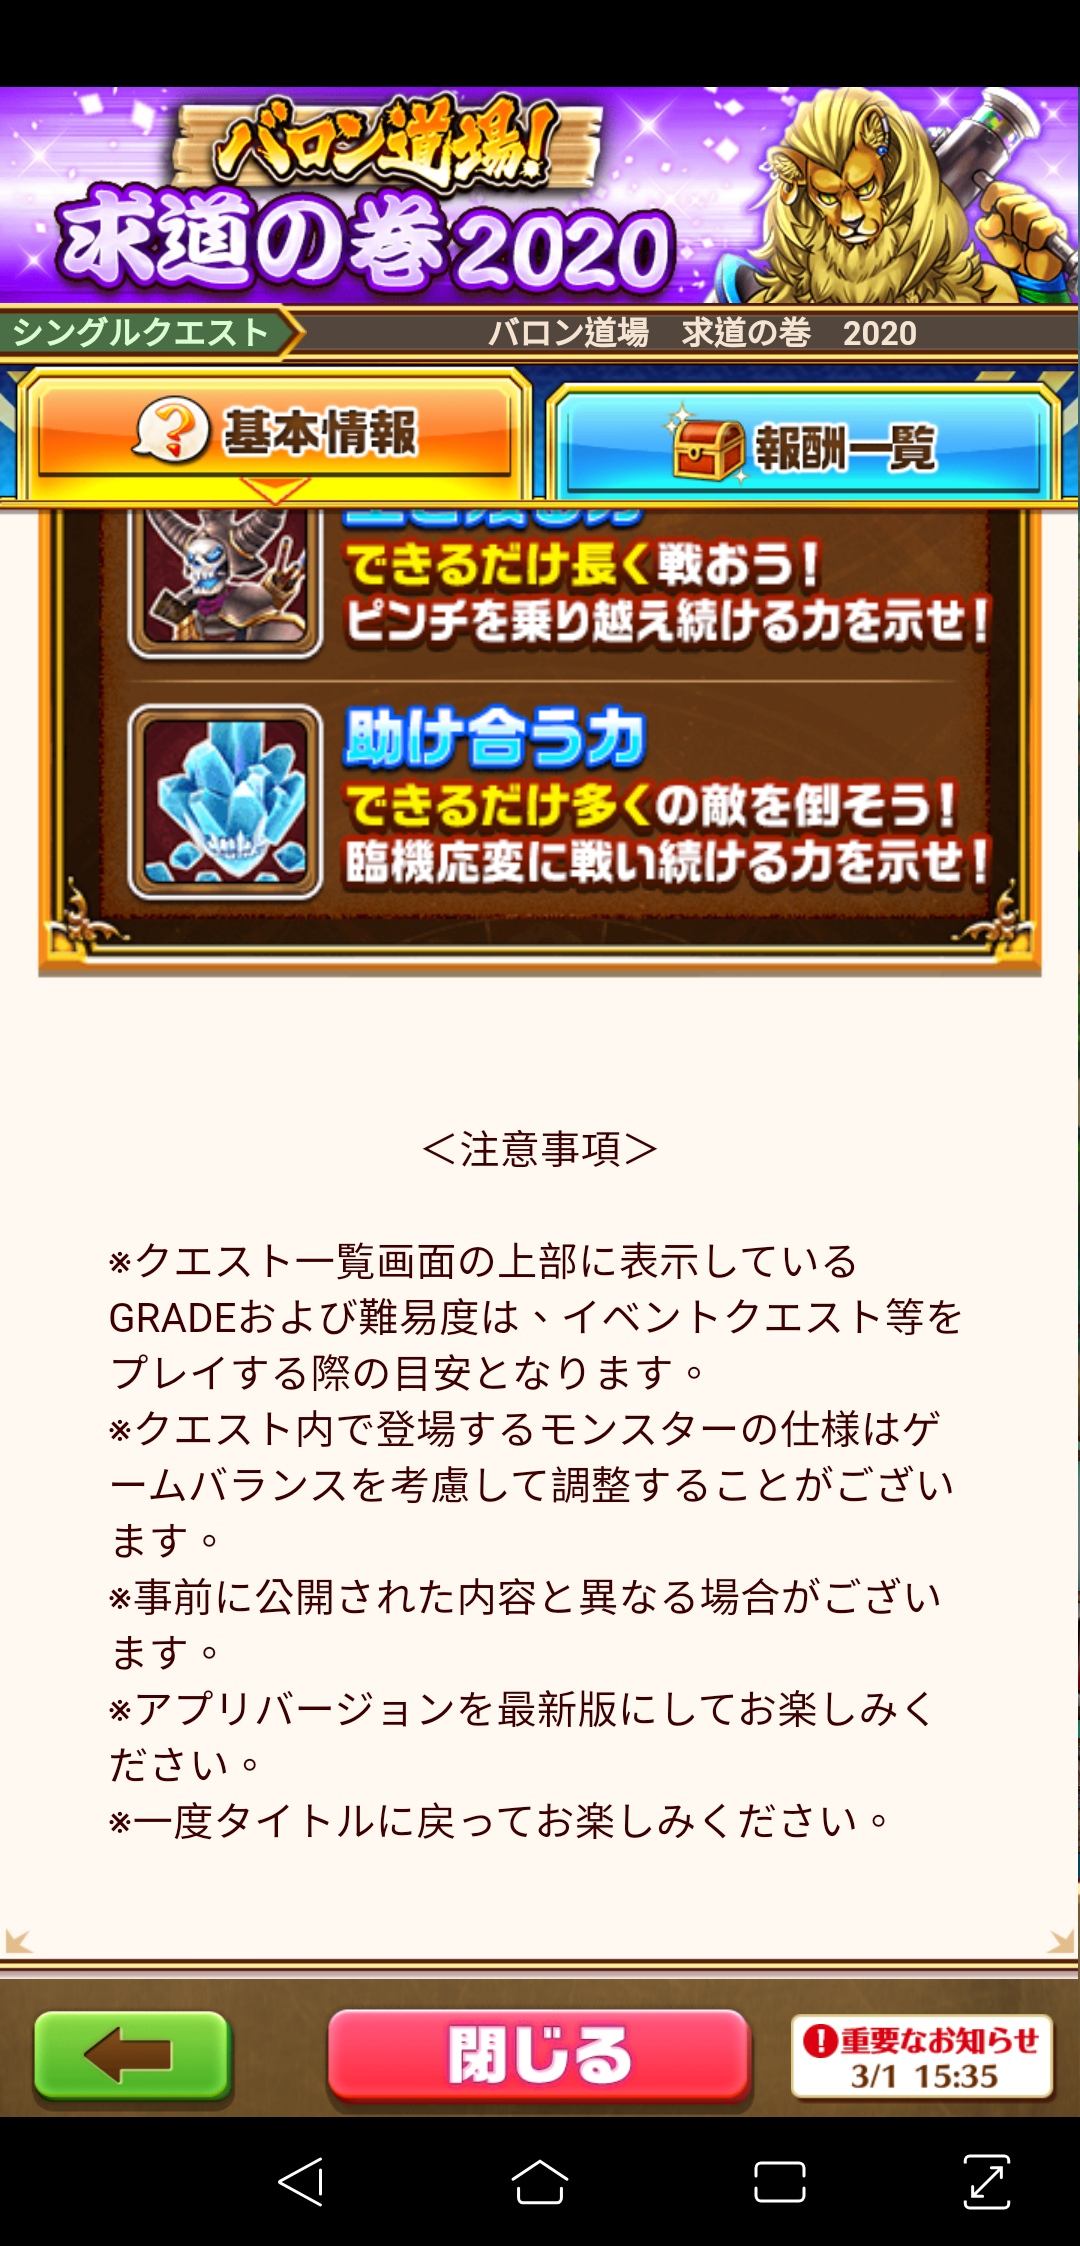 バロン道場!
求道の巻2020
シングルクエスト
バロン道場　求道の巻　2020
基本情報
報酬一覧
できるだけ長く戦おう!
ピンチを乗り越え続ける力を示せ!
助け合う力
できるだけ多くの敵を倒そう!
臨機応変に戦い続ける力を示せ!
＜注意事項＞
※クエスト一覧画面の上部に表示している
GRADEおよび難易度は、イベントクエスト等を
プレイする際の目安となります。
※クエスト内で登場するモンスターの仕様はゲ
ームバランスを考慮して調整することがござい
ます。
※事前に公開された内容と異なる場合がござい
ます。
※アプリバージョンを最新版にしてお楽しみく
ださい。
※一度タイトルに戻ってお楽しみください。
閉じる
重要なお知らせ
3/1 15:35